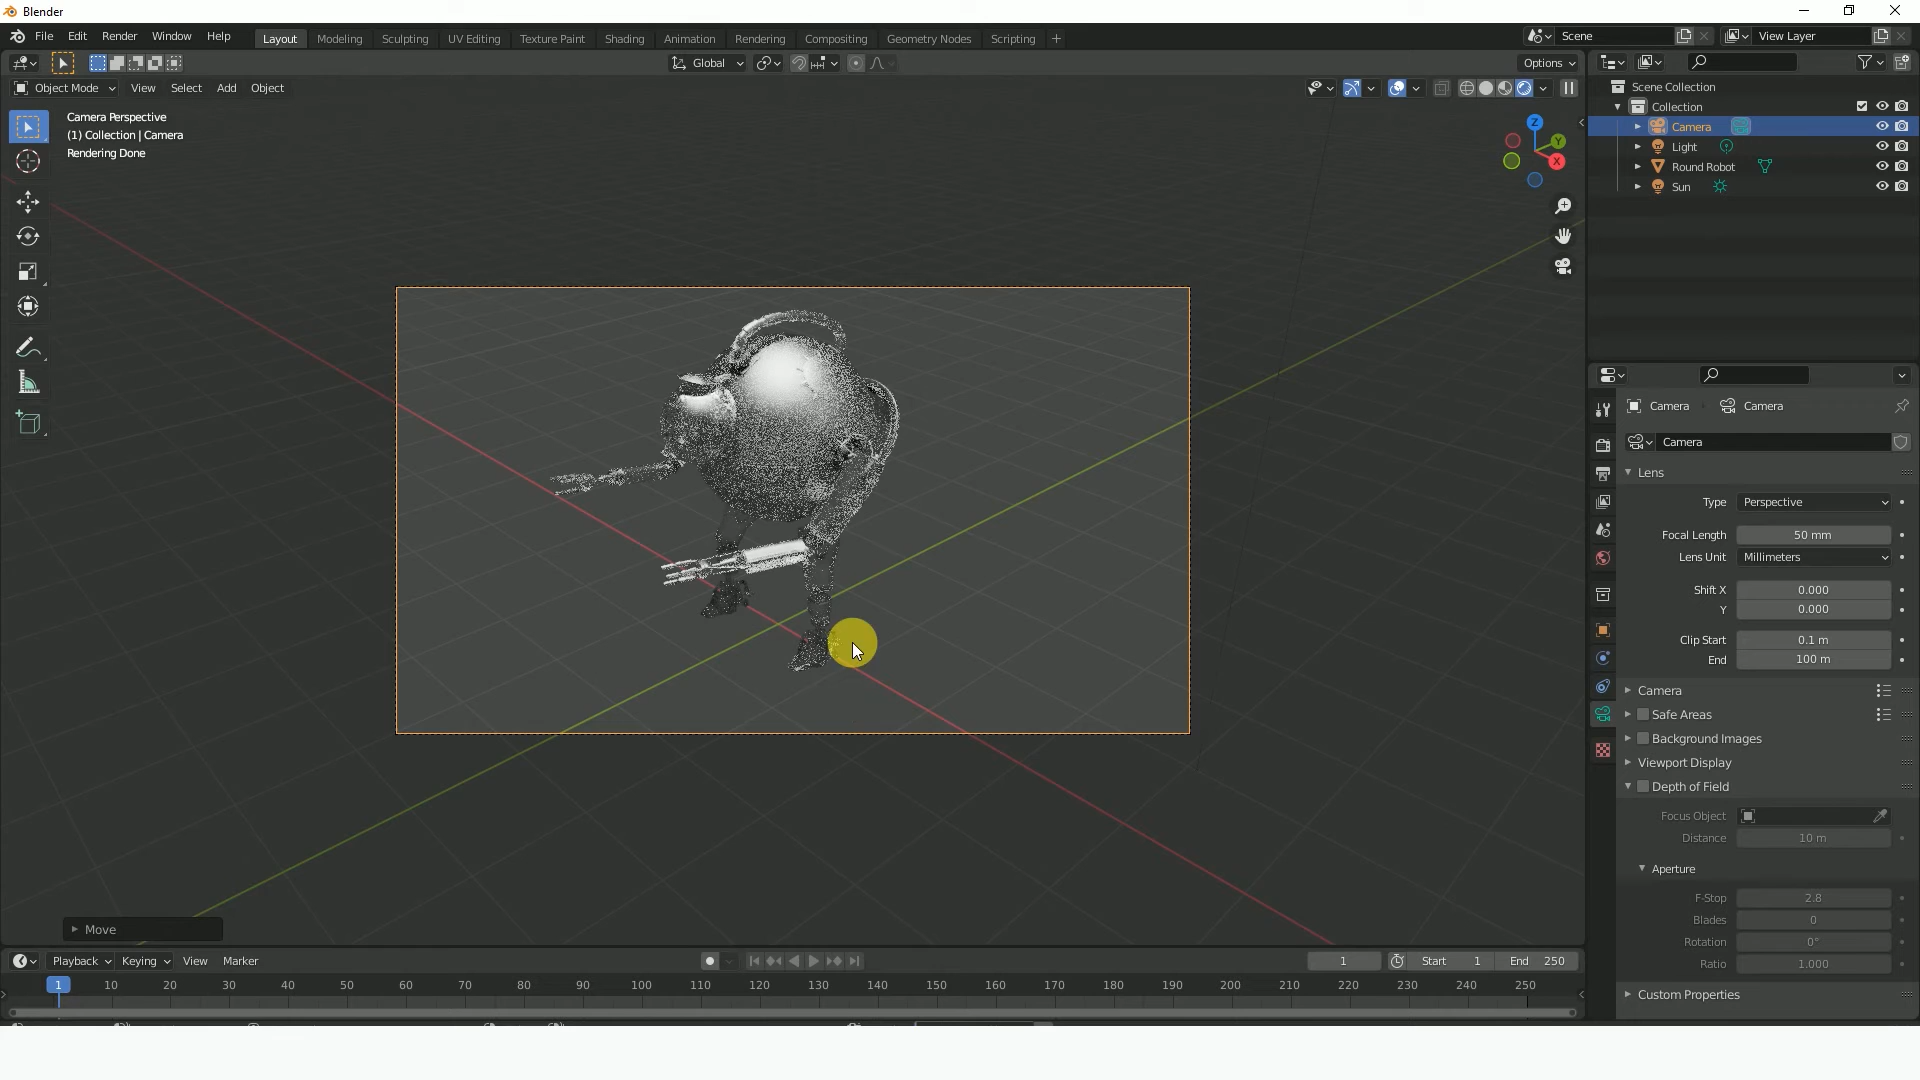 Blender
File Edit Render Window Help
Layout Modeling Sculpting UV Editing Texture Paint Shading Animation Rendering Compositing Geometry Nodes Scripting +
Scene
View Layer
Global
Options
Object Mode View Select Add Object
Camera Perspective
(1) Collection | Camera
Rendering Done
Z
Y
X
Scene Collection
Collection
Camera
Light
Round Robot
Sun
Camera Camera
Camera
Lens
Type Perspective
Focal Length 50 mm
Lens Unit Millimeters
Shift X 0.000
Y 0.000
Clip Start 0.1 m
End 100 m
Camera
Safe Areas
Background Images
Viewport Display
Depth of Field
Focus Object
Distance 10 m
Aperture
F-Stop 2.8
Blades 0
Rotation 0°
Ratio 1.000
Custom Properties
Move
Playback Keying View Marker
1 Start 1 End 250
1 10 20 30 40 50 60 70 80 90 100 110 120 130 140 150 160 170 180 190 200 210 220 230 240 250